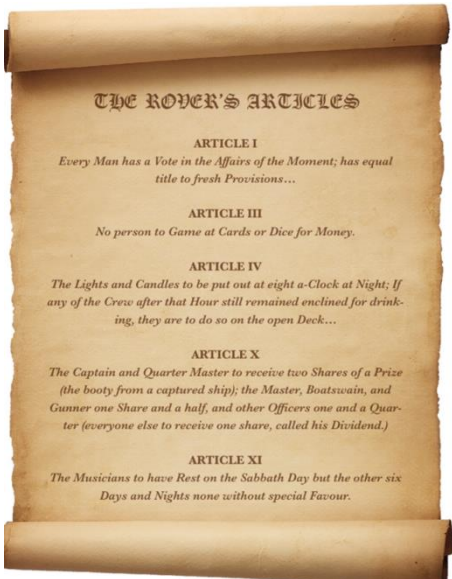 THE ROVER'S ARTICLES
ARTICLE I
Every Man has a Vote in the Affairs of the Moment; has equal
title to fresh Provisions…
ARTICLE III
No person to Game at Cards or Dice for Money.
ARTICLE IV
The Lights and Candles to be put out at eight a-Clock at Night; If
any of the Crew after that Hour still remained enclined for drink-
ing, they are to do so on the open Deck…
ARTICLE X
The Captain and Quarter Master to receive two Shares of a Prize
(the booty from a captured ship); the Master, Boatswain, and
Gunner one Share and a half, and other Officers one and a Quar-
ter (everyone else to receive one share, called his Dividend.)
ARTICLE XI
The Musicians to have Rest on the Sabbath Day but the other six
Days and Nights none without special Favour.